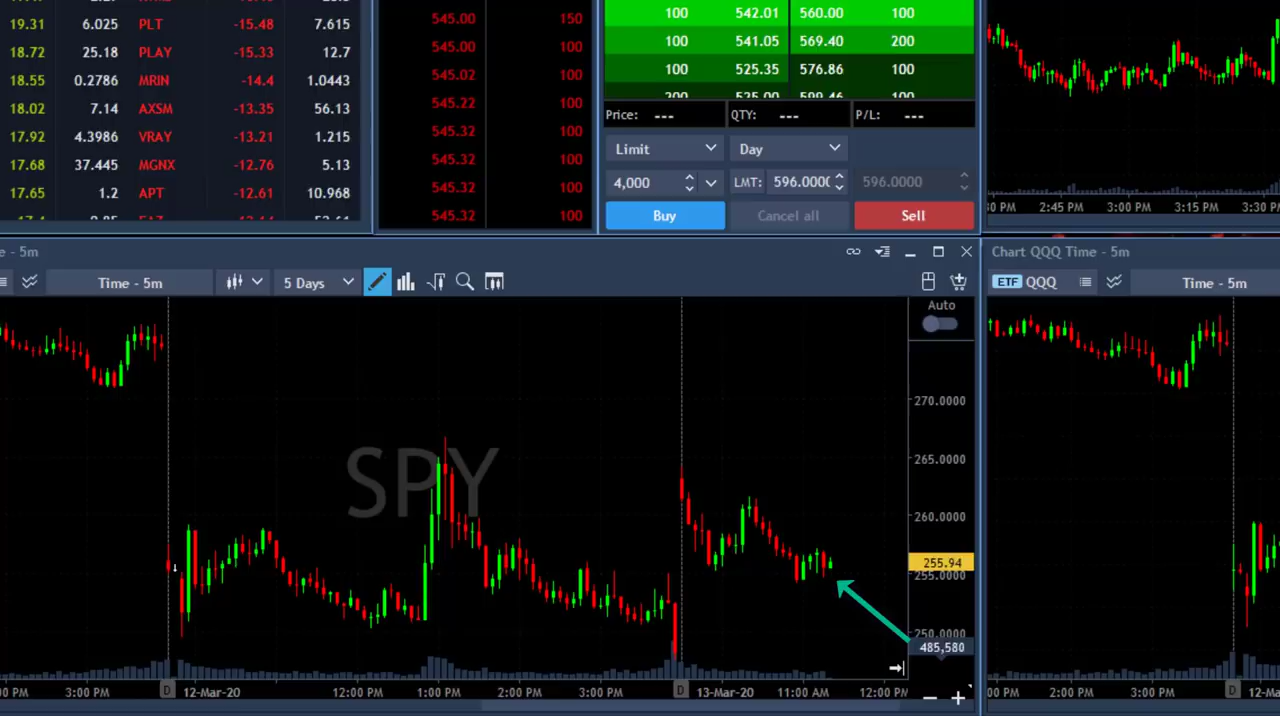 19.31 6.025 PLT -15.48 7.615
18.72 25.18 PLAY -15.33 12.7
18.55 0.2786 MRIN -14.4 1.0443
18.02 7.14 AXSM -13.35 56.13
17.92 4.3986 VRAY -13.21 1.215
17.68 37.445 MGNX -12.76 5.13
17.65 1.2 APT -12.61 10.968
545.00 150
545.00 100
545.02 100
545.22 100
545.32 100
545.32 100
545.32 100
545.32 100
100 542.01 560.00 100
100 541.05 569.40 200
100 525.35 576.86 100
200 525.00 599.46 100
Price: --- QTY: --- P/L: ---
Limit Day
4,000 LMT: 596.0000 596.0000
Buy Cancel all Sell
2:45 PM 3:00 PM 3:15 PM 3:30
e - 5m
Time - 5m 5 Days
Auto
SPY
270.0000
265.0000
260.0000
255.94
255.0000
250.0000
485,580
PM 3:00 PM D 12-Mar-20 12:00 PM 1:00 PM 2:00 PM 3:00 PM D 13-Mar-20 11:00 AM 12:00 PM
Chart QQQ Time - 5m
ETF QQQ Time - 5m
PM 2:00 PM 3:00 PM D 12-Ma